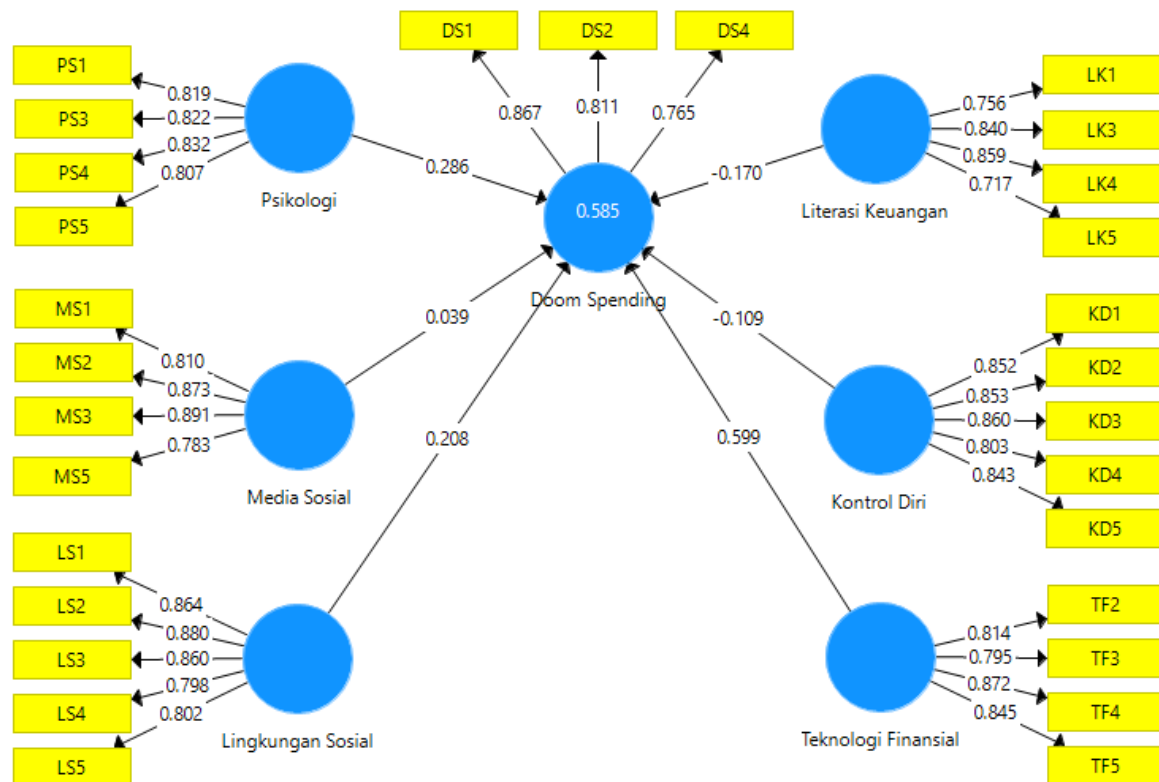 DS1
DS2
DS4
0.867
0.811
0.765
PS1
PS3
PS4
PS5
0.819
0.822
0.832
0.807
Psikologi
0.286
MS1
MS2
MS3
MS5
0.810
0.873
0.891
0.783
Media Sosial
0.039
LS1
LS2
LS3
LS4
LS5
0.864
0.880
0.860
0.798
0.802
Lingkungan Sosial
0.208
0.585
Doom Spending
LK1
LK3
LK4
LK5
0.756
0.840
0.859
0.717
Literasi Keuangan
-0.170
KD1
KD2
KD3
KD4
KD5
0.852
0.853
0.860
0.803
0.843
Kontrol Diri
-0.109
TF2
TF3
TF4
TF5
0.814
0.795
0.872
0.845
Teknologi Finansial
0.599